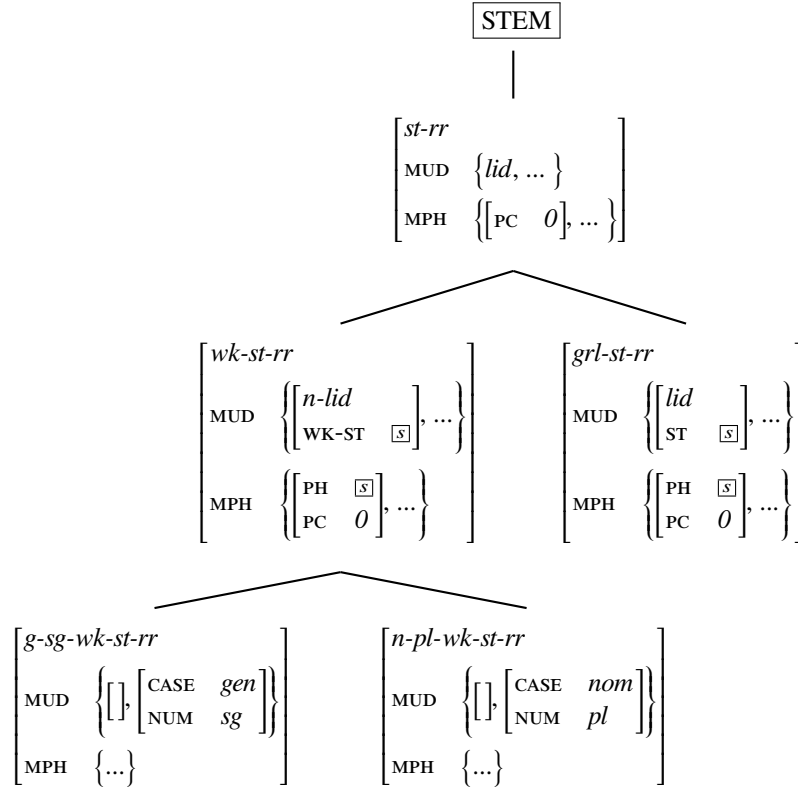 STEM
st-rr
MUD {lid, ... }
MPH {[PC 0], ... }
wk-st-rr
MUD {[n-lid WK-ST s], ...}
MPH {[PH s PC 0], ...}
grl-st-rr
MUD {[lid ST s], ...}
MPH {[PH s PC 0], ...}
g-sg-wk-st-rr
MUD {[ ], [CASE gen NUM sg]}
MPH {...}
n-pl-wk-st-rr
MUD {[ ], [CASE nom NUM pl]}
MPH {...}